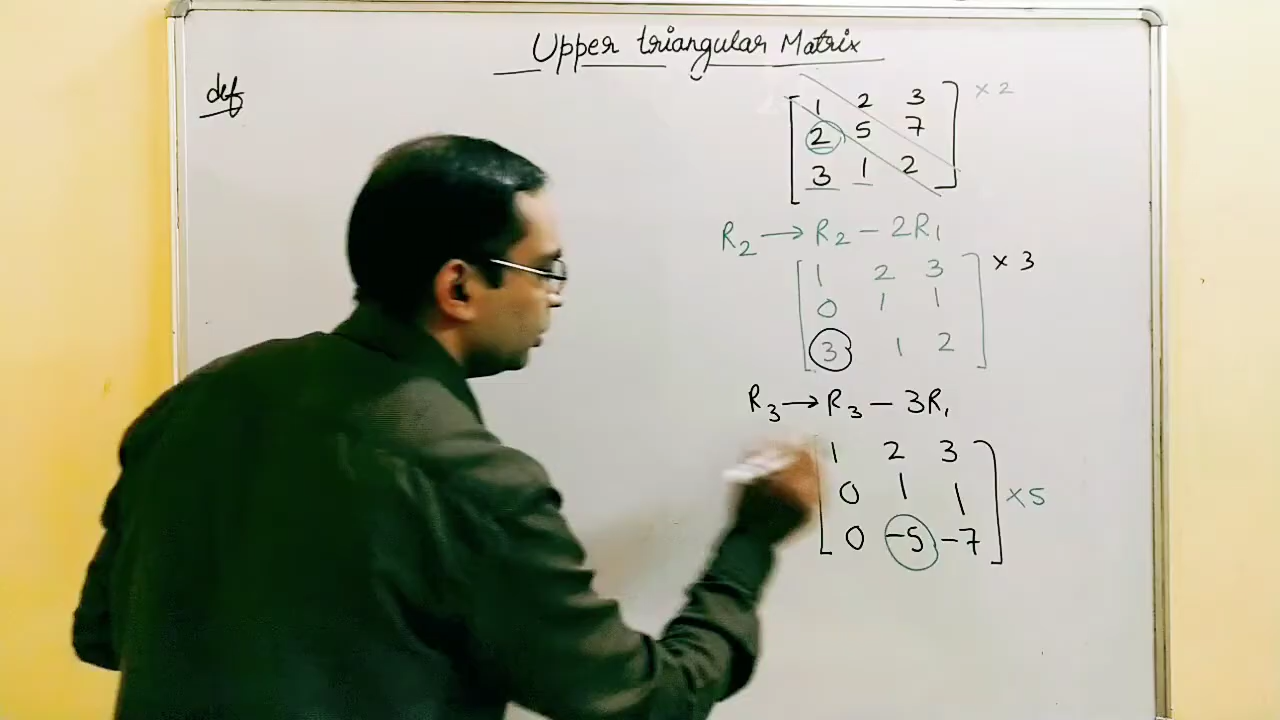 Upper triangular Matrix
def
1 2 3 × 2
2 5 7
3 1 2
R₂ → R₂ - 2R₁
1 2 3 × 3
0 1 1
3 1 2
R₃ → R₃ - 3R₁
1 2 3
0 1 1 × 5
0 -5 -7